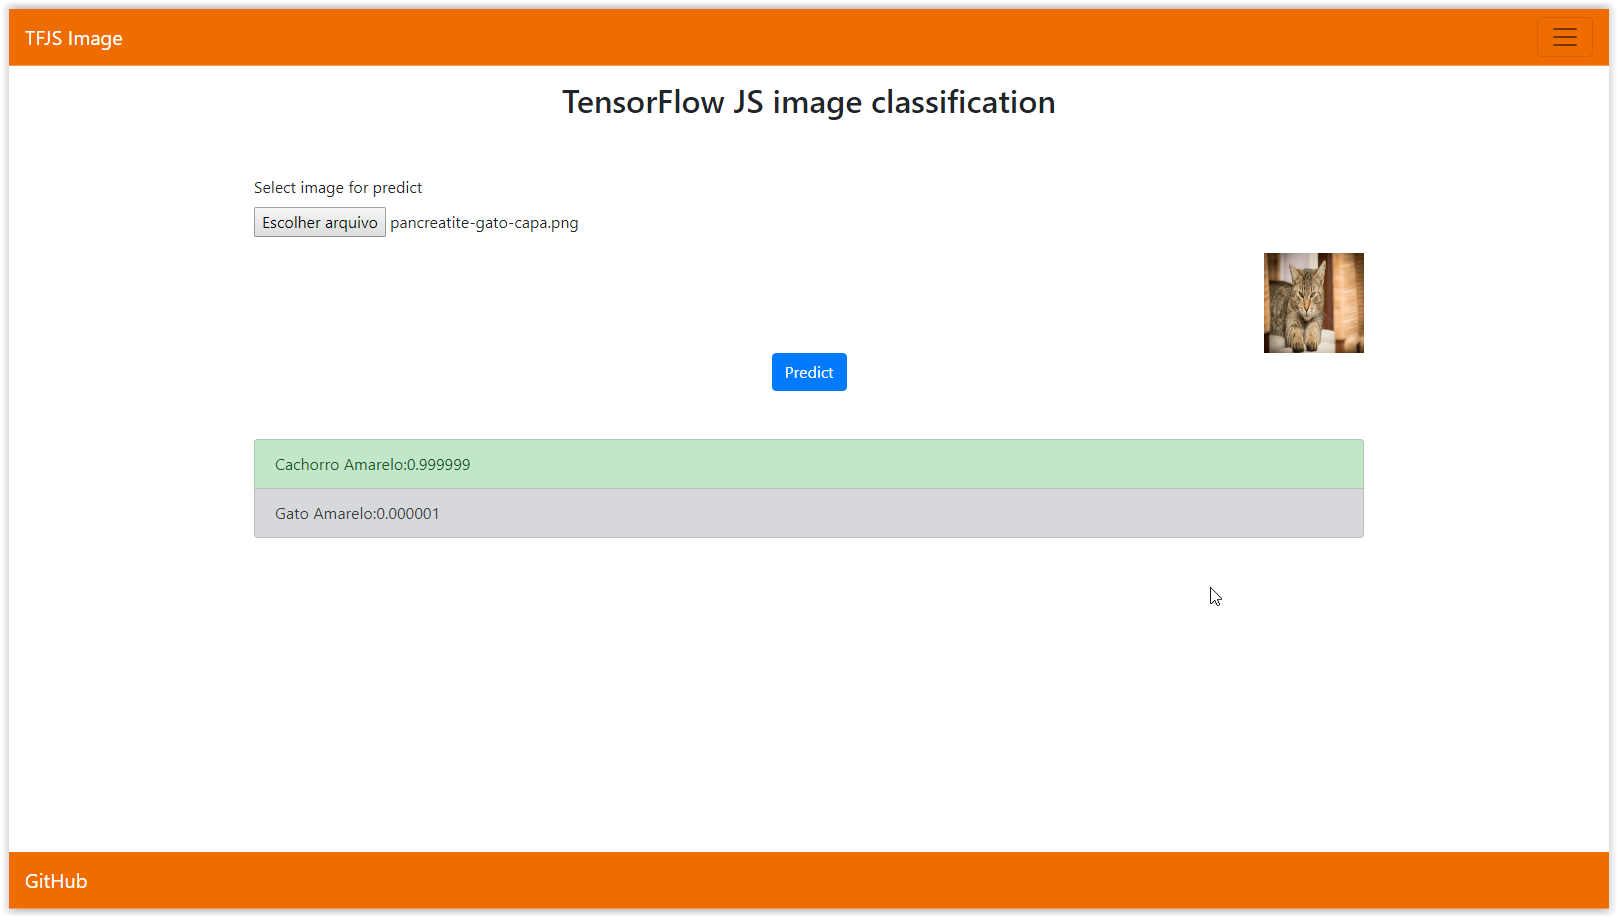 TFJS Image
TensorFlow JS image classification
Select image for predict
Escolher arquivo pancreatite-gato-capa.png
Predict
Cachorro Amarelo:0.999999
Gato Amarelo:0.000001
GitHub